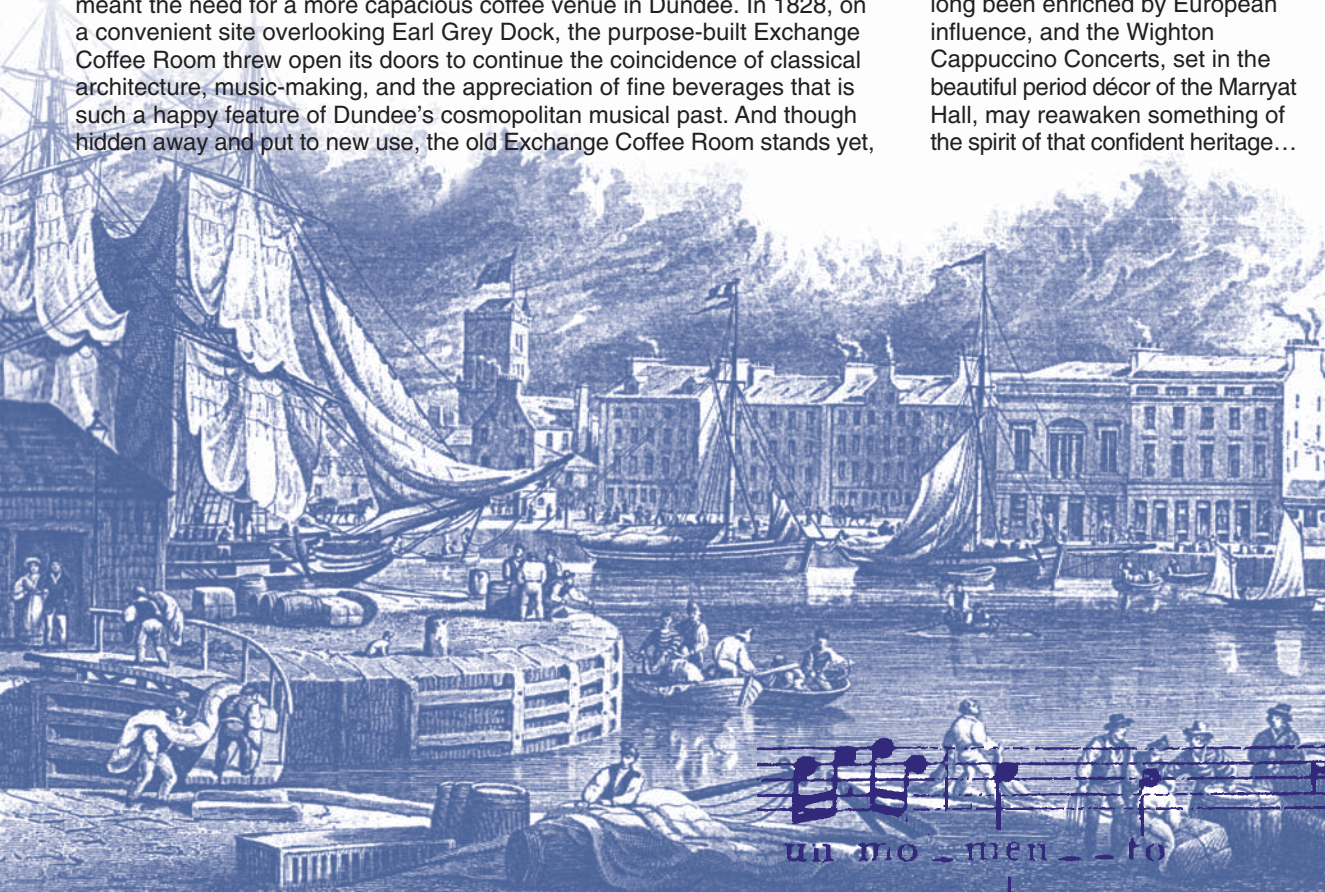 meant the need for a more capacious coffee venue in Dundee. In 1828, on
a convenient site overlooking Earl Grey Dock, the purpose-built Exchange
Coffee Room threw open its doors to continue the coincidence of classical
architecture, music-making, and the appreciation of fine beverages that is
such a happy feature of Dundee’s cosmopolitan musical past. And though
hidden away and put to new use, the old Exchange Coffee Room stands yet,
long been enriched by European
influence, and the Wighton
Cappuccino Concerts, set in the
beautiful period décor of the Marryat
Hall, may reawaken something of
the spirit of that confident heritage…
un mo _ men _ _ to